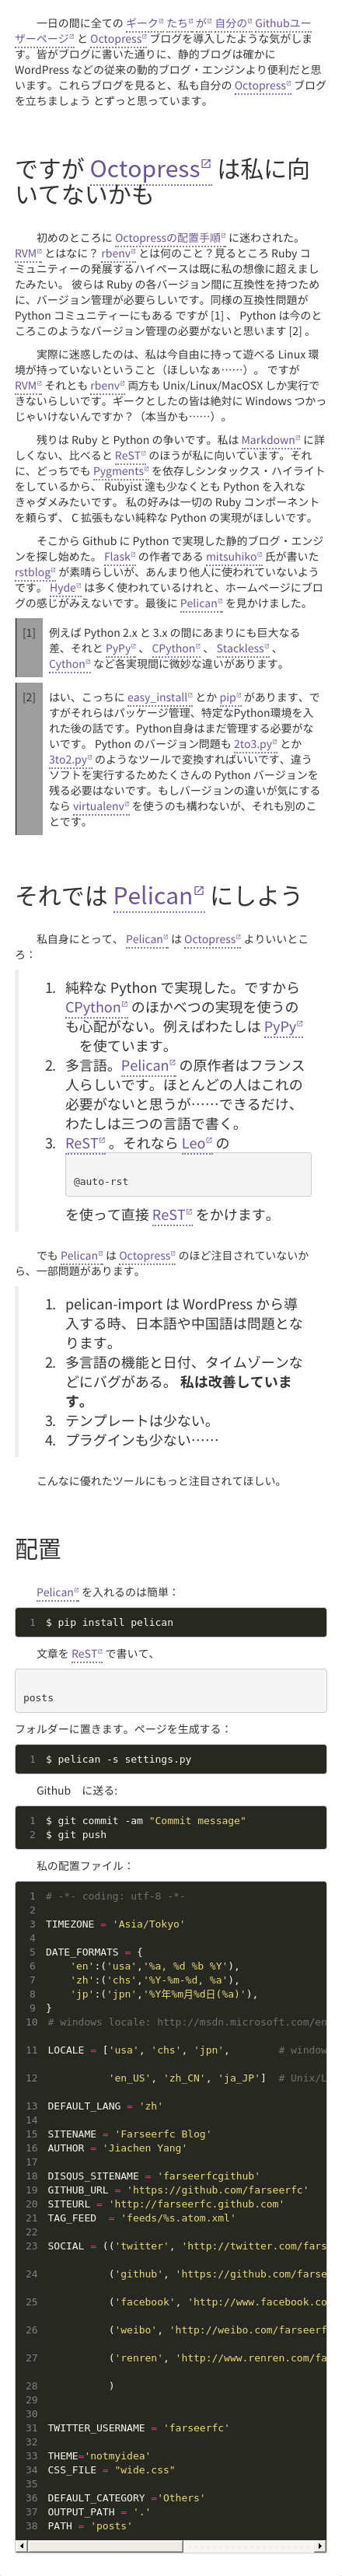 一日の間に全ての ギーク たち が 自分の Githubユー
ザーページ と Octopress ブログを導入したような気がしま
す。皆がブログに書いた通りに、静的ブログは確かに
WordPress などの従来の動的ブログ・エンジンより便利だと思
います。これらブログを見ると、私も自分の Octopress ブログ
を立ちましょう とずっと思っています。
ですが Octopress は私に向
いてないかも
初めのところに Octopressの配置手順 に迷わされた。
RVM とはなに？ rbenv とは何のこと？見るところ Ruby コ
ミュニティーの発展するハイペースは既に私の想像に超えまし
たみたい。 彼らは Ruby の各バージョン間に互換性を持つため
に、バージョン管理が必要らしいです。同様の互換性問題が
Python コミュニティーにもある ですが [1] 、 Python は今のと
ころこのようなバージョン管理の必要がないと思います [2] 。
実際に迷惑したのは、私は今自由に持って遊べる Linux 環
境が持っていないということ（ほしいなぁ……）。 ですが
RVM それとも rbenv 両方も Unix/Linux/MacOSX しか実行で
きないらしいです。ギークとしたの皆は絶対に Windows つかっ
じゃいけないんですか？（本当かも……）。
残りは Ruby と Python の争いです。私は Markdown に詳
しくない、比べると ReST のほうが私に向いています。それ
に、どっちでも Pygments を依存しシンタックス・ハイライト
をしているから、 Rubyist 達も少なくとも Python を入れな
きゃダメみたいです。 私の好みは一切の Ruby コンポーネント
を頼らず、 C 拡張もない純粋な Python の実現がほしいです。
そこから Github に Python で実現した静的ブログ・エンジ
ンを探し始めた。 Flask の作者である mitsuhiko 氏が書いた
rstblog が素晴らしいが、あんまり他人に使われていないよう
です。 Hyde は多く使われているけれと、ホームページにブロ
グの感じがみえないです。最後に Pelican を見かけました。
[1] 例えば Python 2.x と 3.x の間にあまりにも巨大なる
差、それと PyPy 、 CPython 、 Stackless 、
Cython など各実現間に微妙な違いがあります。
[2] はい、こっちに easy_install とか pip があります、で
すがそれらはパッケージ管理、特定なPython環境を入
れた後の話です。Python自身はまだ管理する必要がな
いです。 Python のバージョン問題も 2to3.py とか
3to2.py のようなツールで変換すればいいです、違う
ソフトを実行するためたくさんの Python バージョンを
残る必要はないです。もしバージョンの違いが気にする
なら virtualenv を使うのも構わないが、それも別のこ
とです。
それでは Pelican にしよう
私自身にとって、 Pelican は Octopress よりいいとこ
ろ：
1. 純粋な Python で実現した。ですから
CPython のほかべつの実現を使うの
も心配がない。例えばわたしは PyPy
を使ています。
2. 多言語。Pelican の原作者はフランス
人らしいです。ほとんどの人はこれの
必要がないと思うが……できるだけ、
わたしは三つの言語で書く。
3. ReST 。それなら Leo の
@auto-rst
を使って直接 ReST をかけます。
でも Pelican は Octopress のほど注目されていないか
ら、一部問題があります。
1. pelican-import は WordPress から導
入する時、日本語や中国語は問題とな
ります。
2. 多言語の機能と日付、タイムゾーンな
どにバグがある。 私は改善していま
す。
3. テンプレートは少ない。
4. プラグインも少ない……
こんなに優れたツールにもっと注目されてほしい。
配置
Pelican を入れるのは簡単：
1 $ pip install pelican
文章を ReST で書いて、
posts
フォルダーに置きます。ページを生成する：
1 $ pelican -s settings.py
Github　に送る:
1 $ git commit -am "Commit message"
2 $ git push
私の配置ファイル：
1 # -*- coding: utf-8 -*-
2
3 TIMEZONE = 'Asia/Tokyo'
4
5 DATE_FORMATS = {
6 'en':('usa','%a, %d %b %Y'),
7 'zh':('chs','%Y-%m-%d, %a'),
8 'jp':('jpn','%Y年%m月%d日(%a)'),
9 }
10 # windows locale: http://msdn.microsoft.com/en
11 LOCALE = ['usa', 'chs', 'jpn', # window
12 'en_US', 'zh_CN', 'ja_JP'] # Unix/L
13 DEFAULT_LANG = 'zh'
14
15 SITENAME = 'Farseerfc Blog'
16 AUTHOR = 'Jiachen Yang'
17
18 DISQUS_SITENAME = 'farseerfcgithub'
19 GITHUB_URL = 'https://github.com/farseerfc'
20 SITEURL = 'http://farseerfc.github.com'
21 TAG_FEED = 'feeds/%s.atom.xml'
22
23 SOCIAL = (('twitter', 'http://twitter.com/fars
24 ('github', 'https://github.com/farse
25 ('facebook', 'http://www.facebook.co
26 ('weibo', 'http://weibo.com/farseerf
27 ('renren', 'http://www.renren.com/fa
28 )
29
30
31 TWITTER_USERNAME = 'farseerfc'
32
33 THEME='notmyidea'
34 CSS_FILE = "wide.css"
35
36 DEFAULT_CATEGORY ='Others'
37 OUTPUT_PATH = '.'
38 PATH = 'posts'